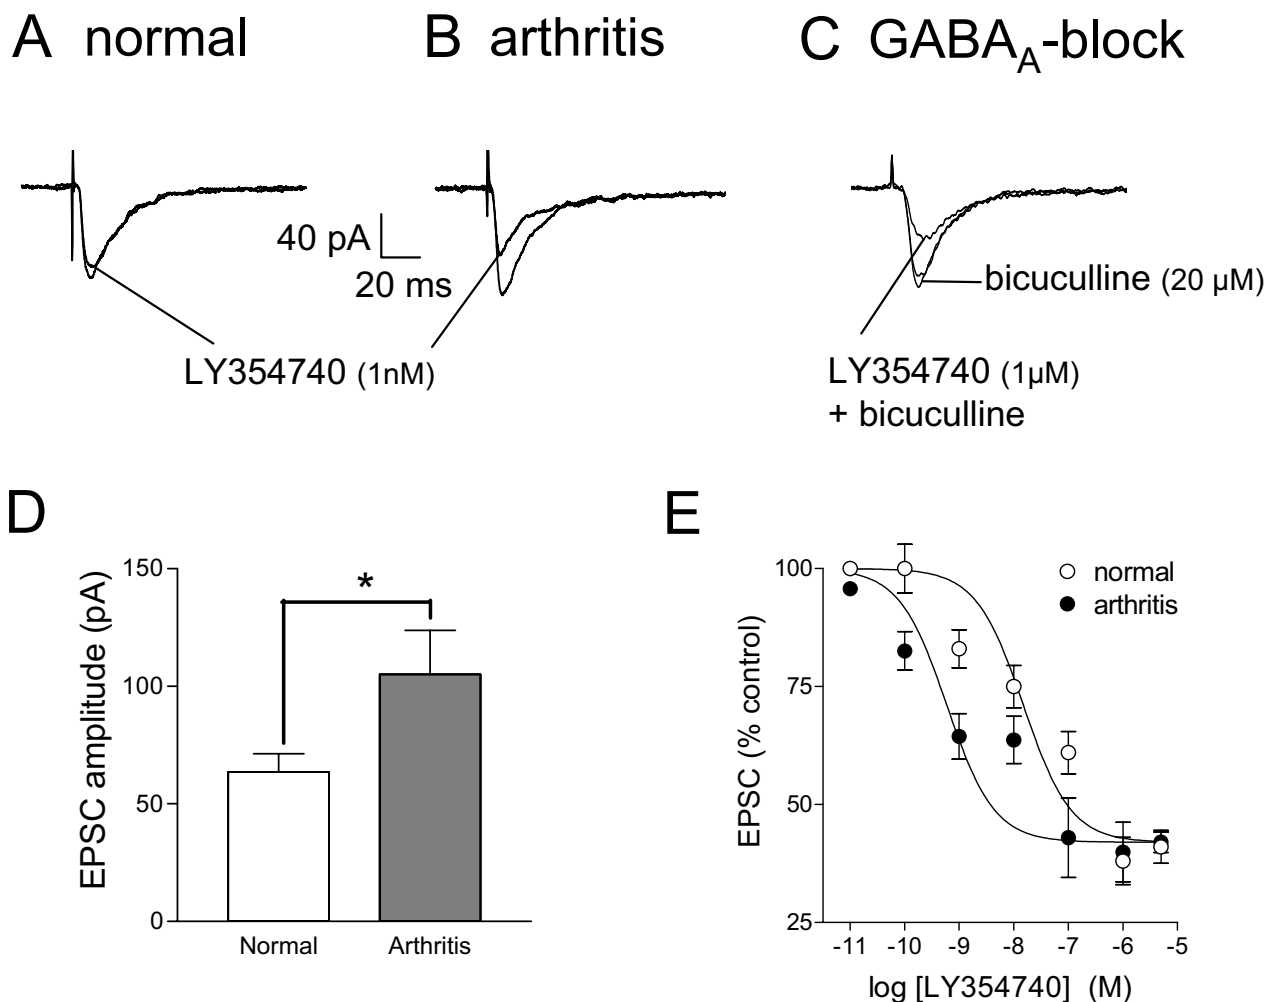 A normal
B arthritis
C GABAA-block
40 pA
20 ms
bicuculline (20 µM)
LY354740 (1nM)
LY354740 (1µM)
+ bicuculline
D
EPSC amplitude (pA)
150
100
50
0
*
Normal
Arthritis
E
EPSC (% control)
100
75
50
25
normal
arthritis
-11 -10 -9 -8 -7 -6 -5
log [LY354740] (M)